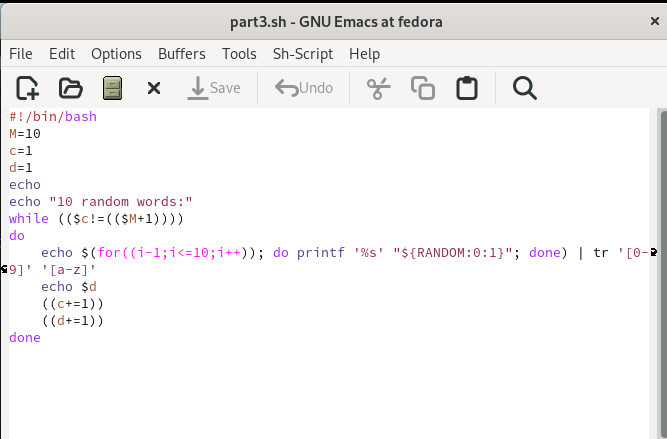 part3.sh - GNU Emacs at fedora
File Edit Options Buffers Tools Sh-Script Help
Save Undo
#!/bin/bash
M=10
c=1
d=1
echo
echo "10 random words:"
while (($c!=(($M+1))))
do
    echo $(for((i-1;i<=10;i++)); do printf '%s' "${RANDOM:0:1}"; done) | tr '[0-
9]' '[a-z]'
    echo $d
    ((c+=1))
    ((d+=1))
done